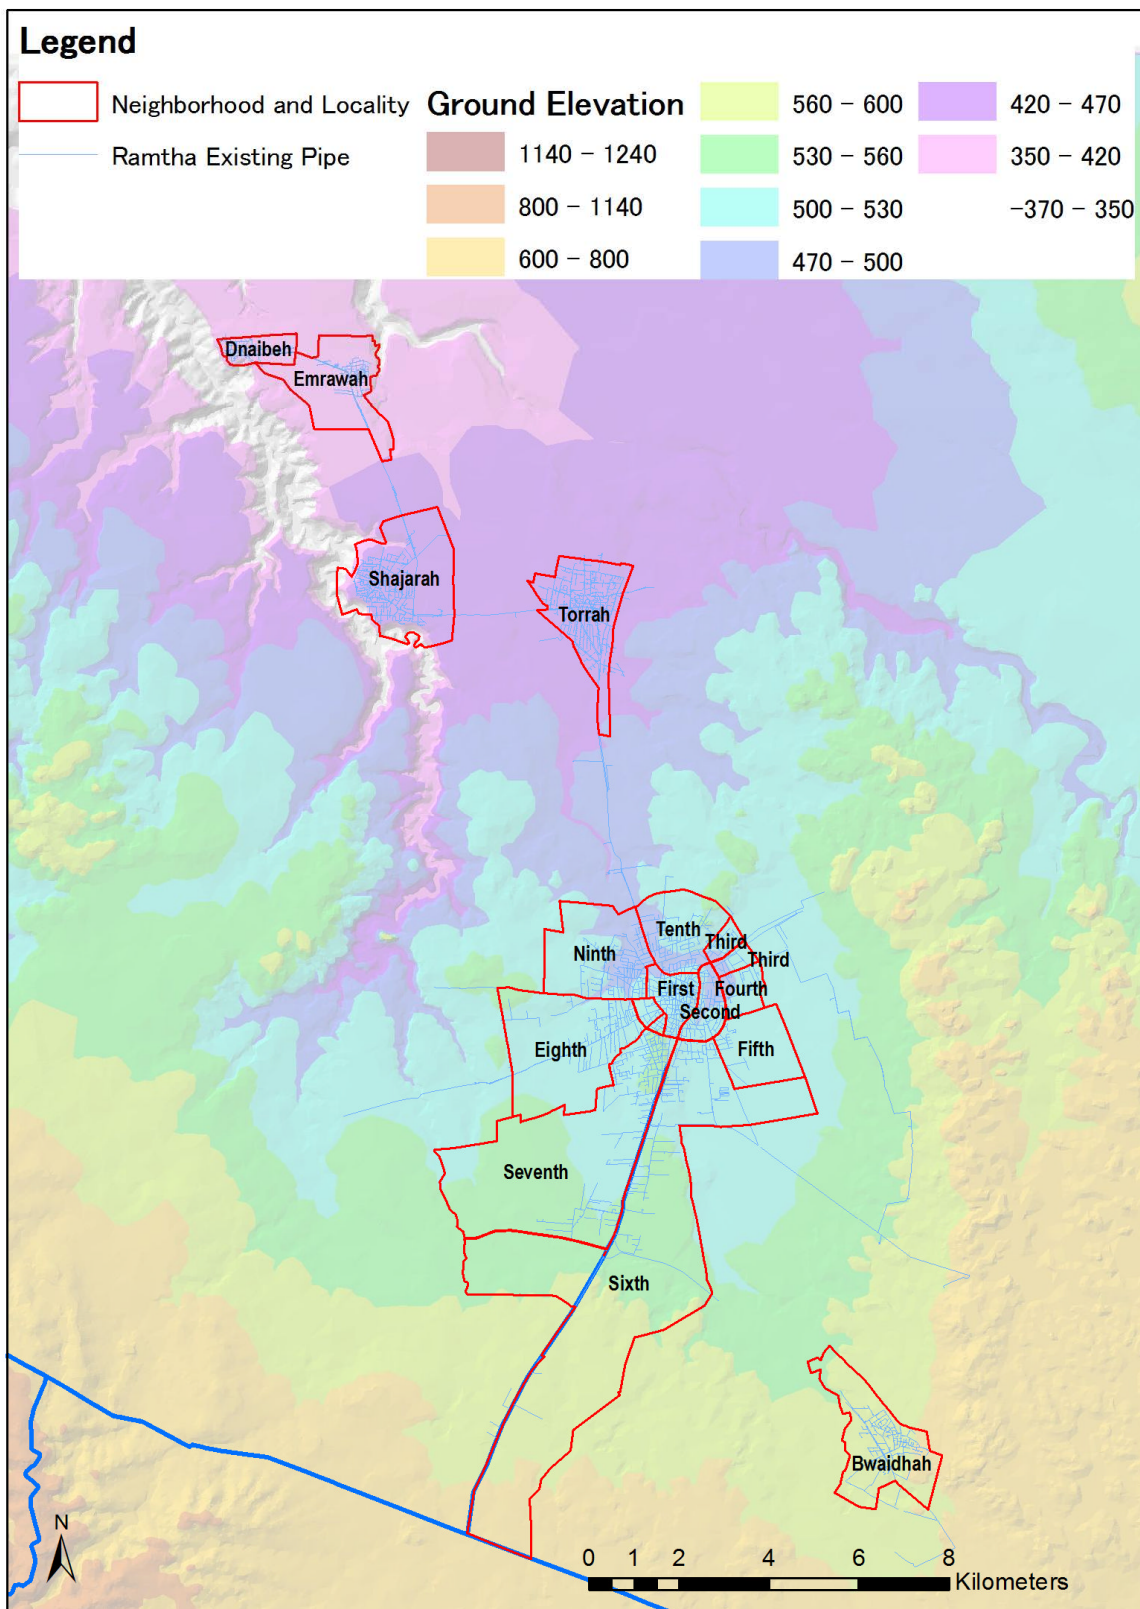 Legend
Neighborhood and Locality
Ramtha Existing Pipe
Ground Elevation
1140 – 1240
800 – 1140
600 – 800
560 – 600
530 – 560
500 – 530
470 – 500
420 – 470
350 – 420
-370 – 350
Dnaibeh
Emrawah
Shajarah
Torrah
Tenth
Third
Ninth
Third
First
Fourth
Second
Eighth
Fifth
Seventh
Sixth
Bwaidhah
N
0 1 2 4 6 8
Kilometers